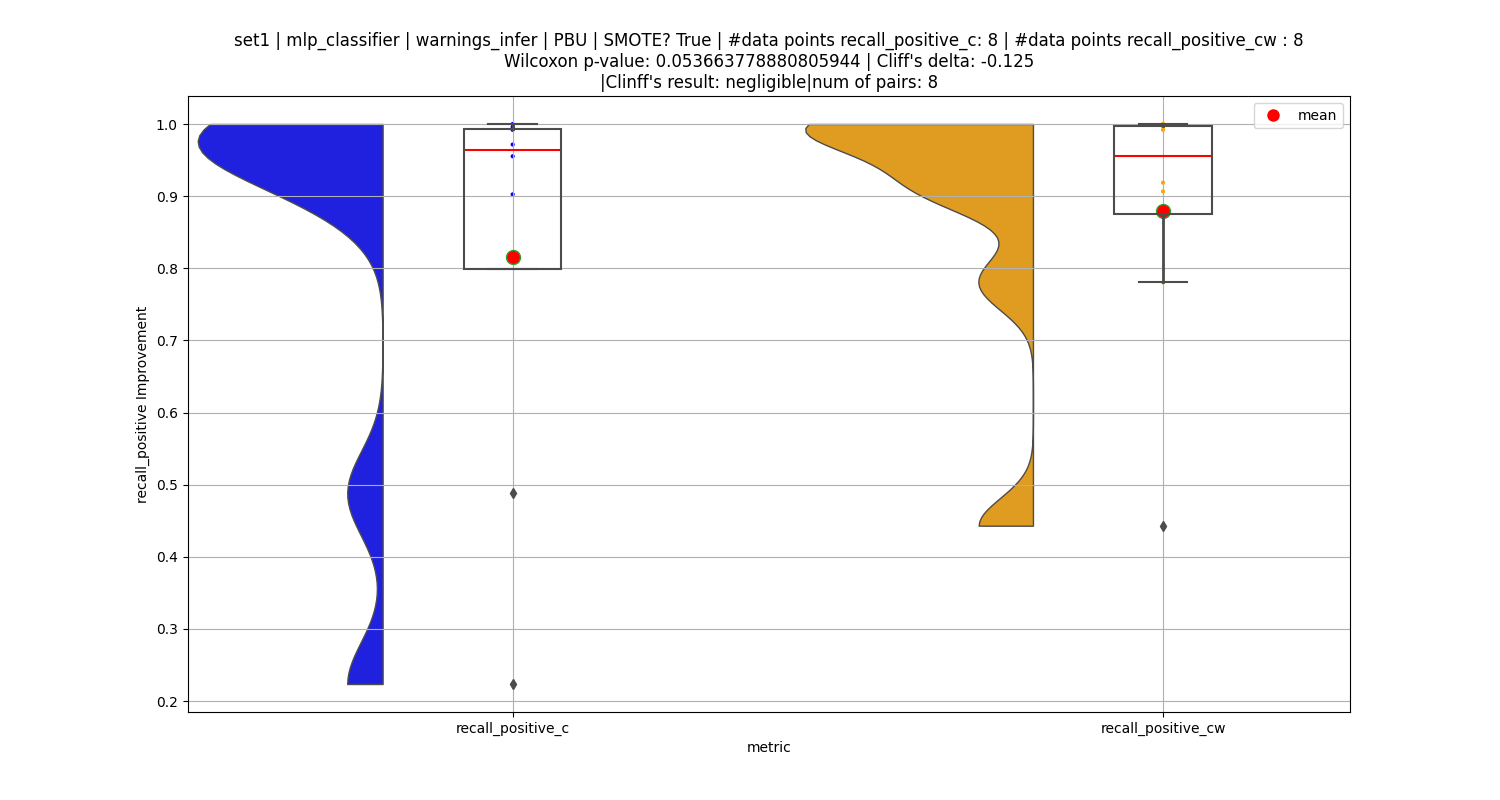 set1 | mlp_classifier | warnings_infer | PBU | SMOTE? True | #data points recall_positive_c: 8 | #data points recall_positive_cw : 8
Wilcoxon p-value: 0.053663778880805944 | Cliff's delta: -0.125
|Clinff's result: negligible|num of pairs: 8
mean
1.0
0.9
0.8
0.7
0.6
0.5
0.4
0.3
0.2
recall_positive Improvement
recall_positive_c
recall_positive_cw
metric